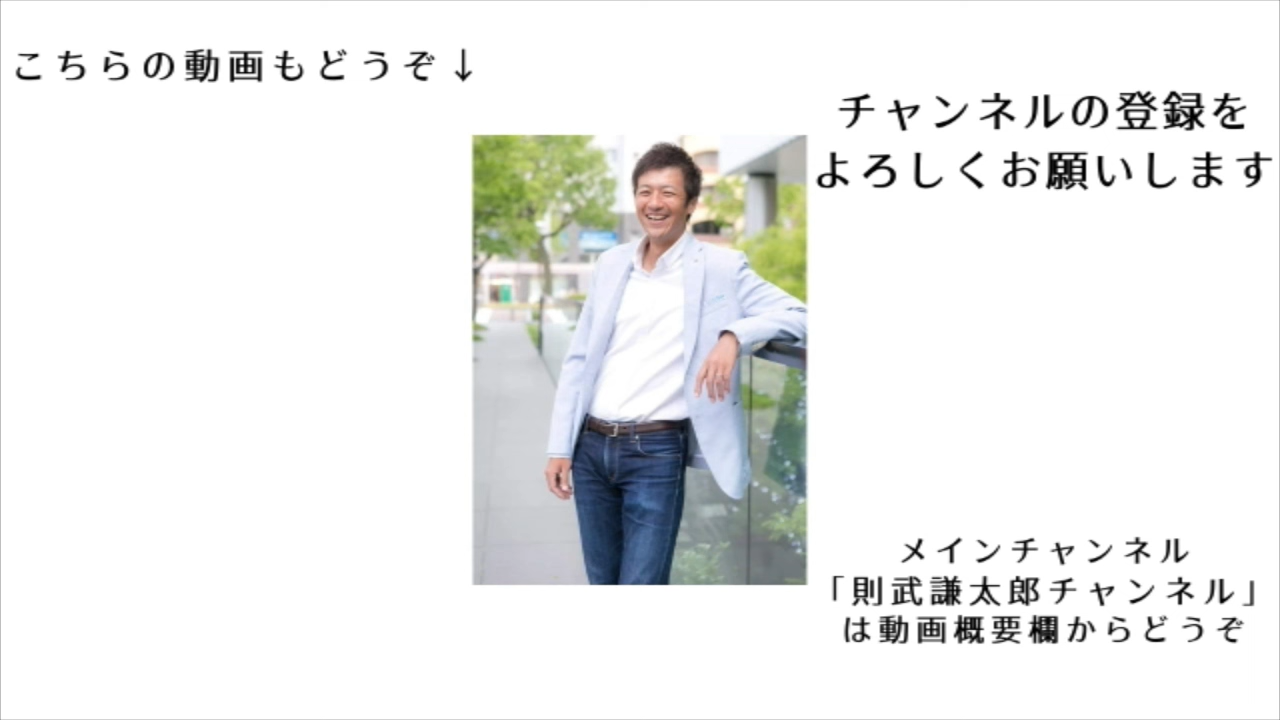 こちらの動画もどうぞ↓
チャンネルの登録を
よろしくお願いします
メインチャンネル
「則武謙太郎チャンネル」
は動画概要欄からどうぞ